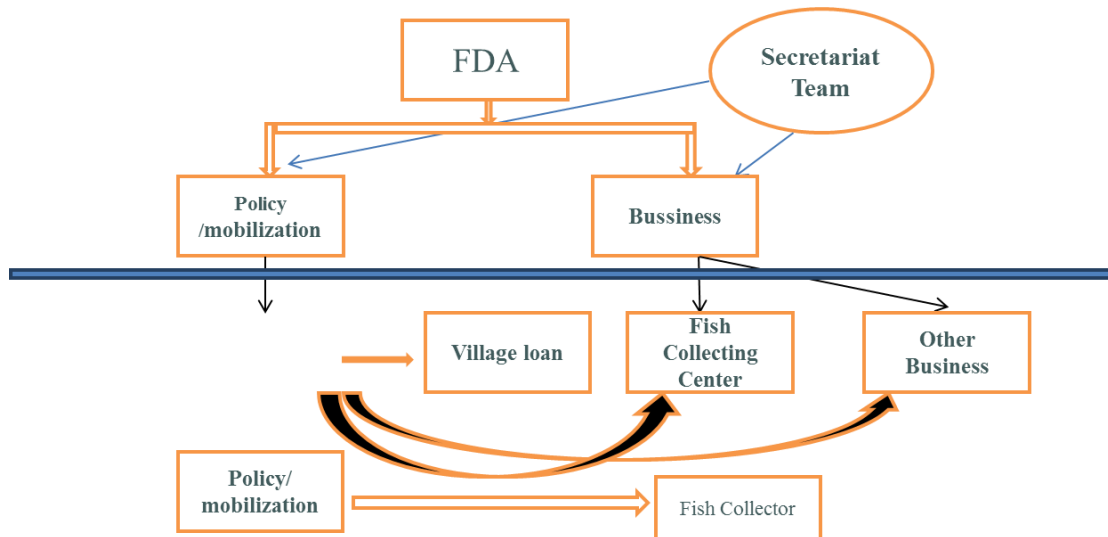 FDA
Secretariat
Team
Policy
/mobilization
Bussiness
Village loan
Fish
Collecting
Center
Other
Business
Policy/
mobilization
Fish Collector